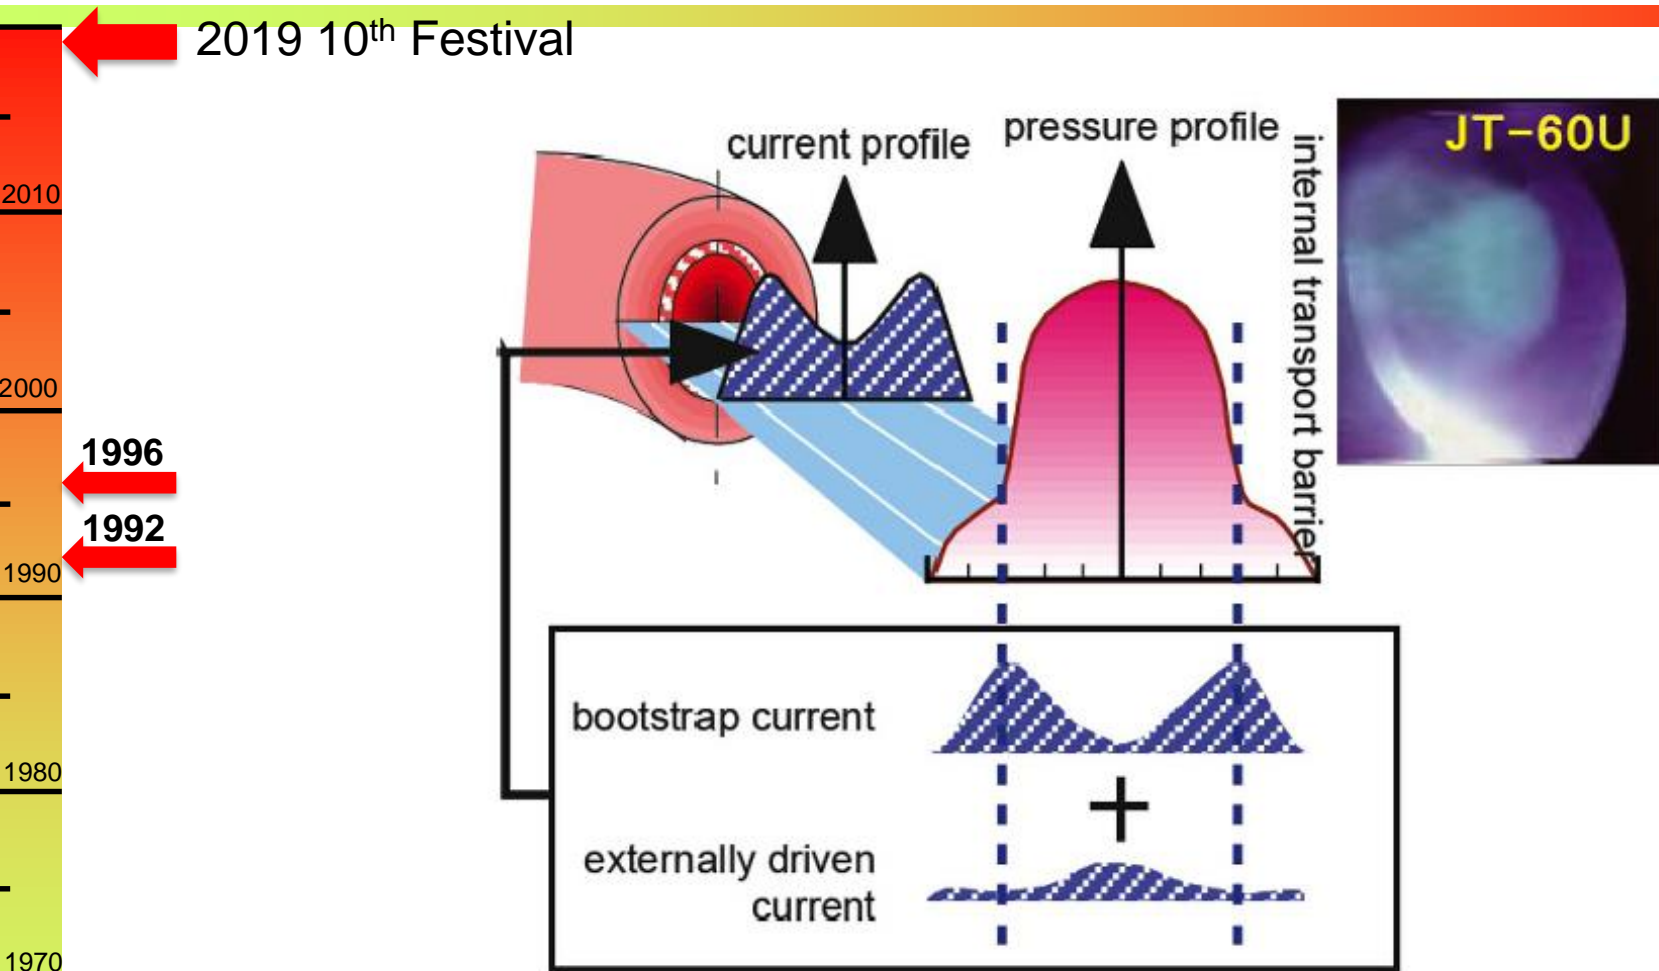 2019 10th Festival
current profile
pressure profile
internal transport barrier
JT-60U
2010
2000
1996
1992
1990
1980
1970
bootstrap current
+
externally driven
current